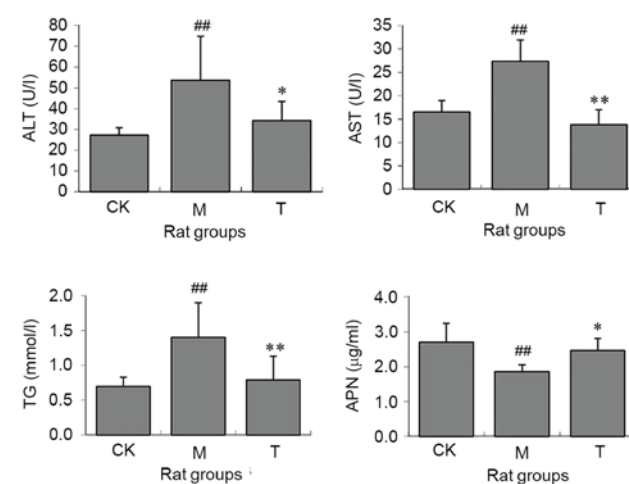 ALT (U/l)
80
70
60
50
40
30
20
10
0
##
*
CK M T
Rat groups
AST (U/l)
35
30
25
20
15
10
5
0
##
**
CK M T
Rat groups
TG (mmol/l)
2.0
1.5
1.0
0.5
0.0
##
**
CK M T
Rat groups
APN (µg/ml)
4.0
3.0
2.0
1.0
0.0
##
*
CK M T
Rat groups